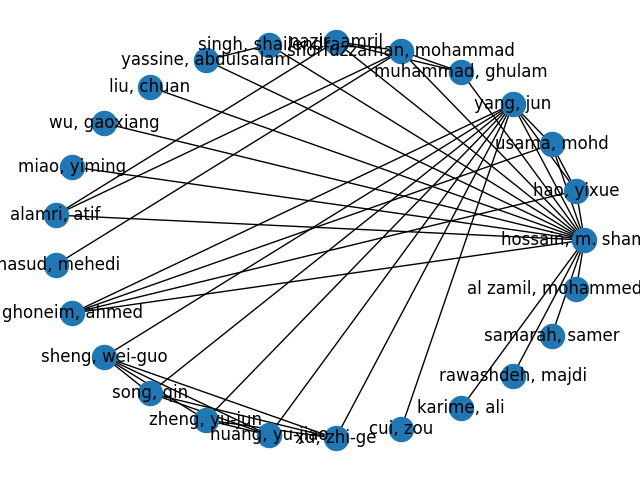 nazir, amril
singh, shailendra
shorfuzzaman, mohammad
yassine, abdulsalam
muhammad, ghulam
liu, chuan
yang, jun
wu, gaoxiang
usama, mohd
miao, yiming
hao, yixue
alamri, atif
hossain, m. sham
masud, mehedi
al zamil, mohammed
ghoneim, ahmed
samarah, samer
sheng, wei-guo
rawashdeh, majdi
song, qin
karime, ali
zheng, yu-jun
cui, zou
huang, yu-jiao
xu, zhi-ge